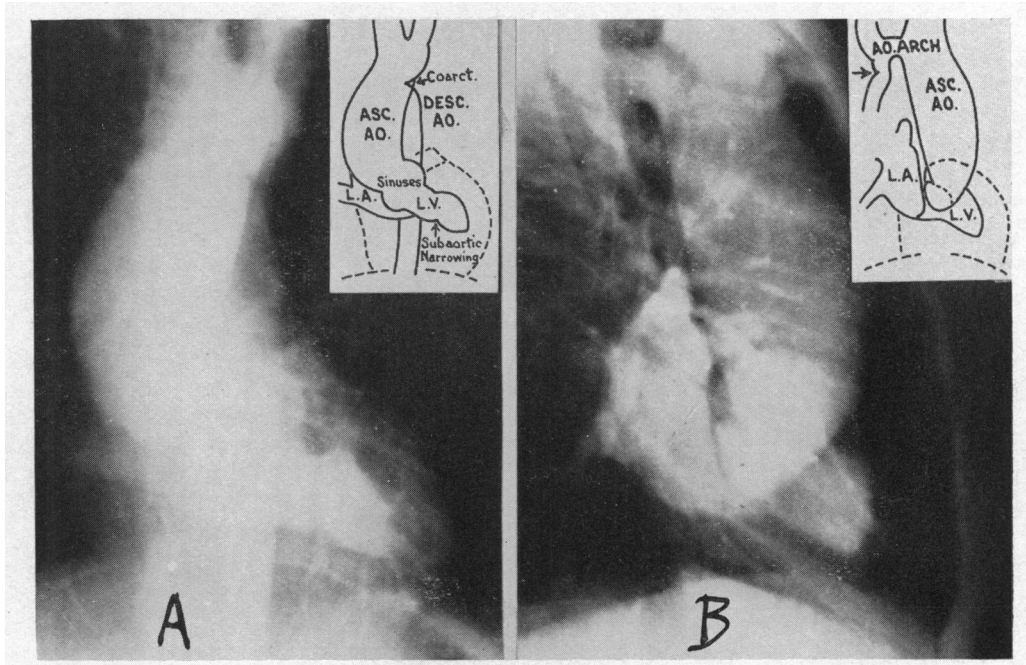 Coarct.
DESC.
AO.
ASC.
AO.
Sinuses
L.A.
L.V.
Subaortic
Narrowing
A
AO. ARCH
ASC.
AO.
L.A.
L.V.
B